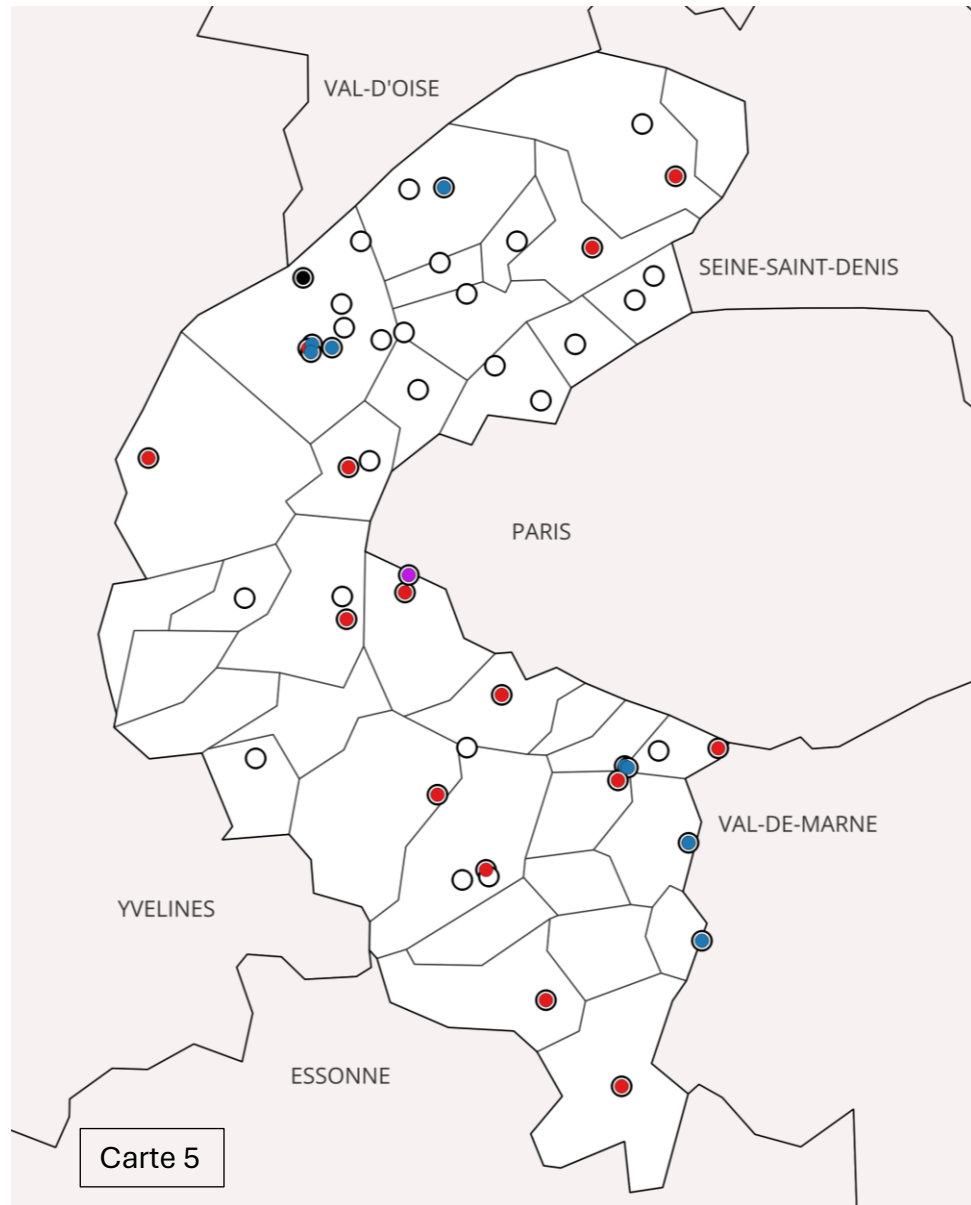 VAL-D'OISE
SEINE-SAINT-DENIS
PARIS
VAL-DE-MARNE
YVELINES
ESSONNE
Carte 5